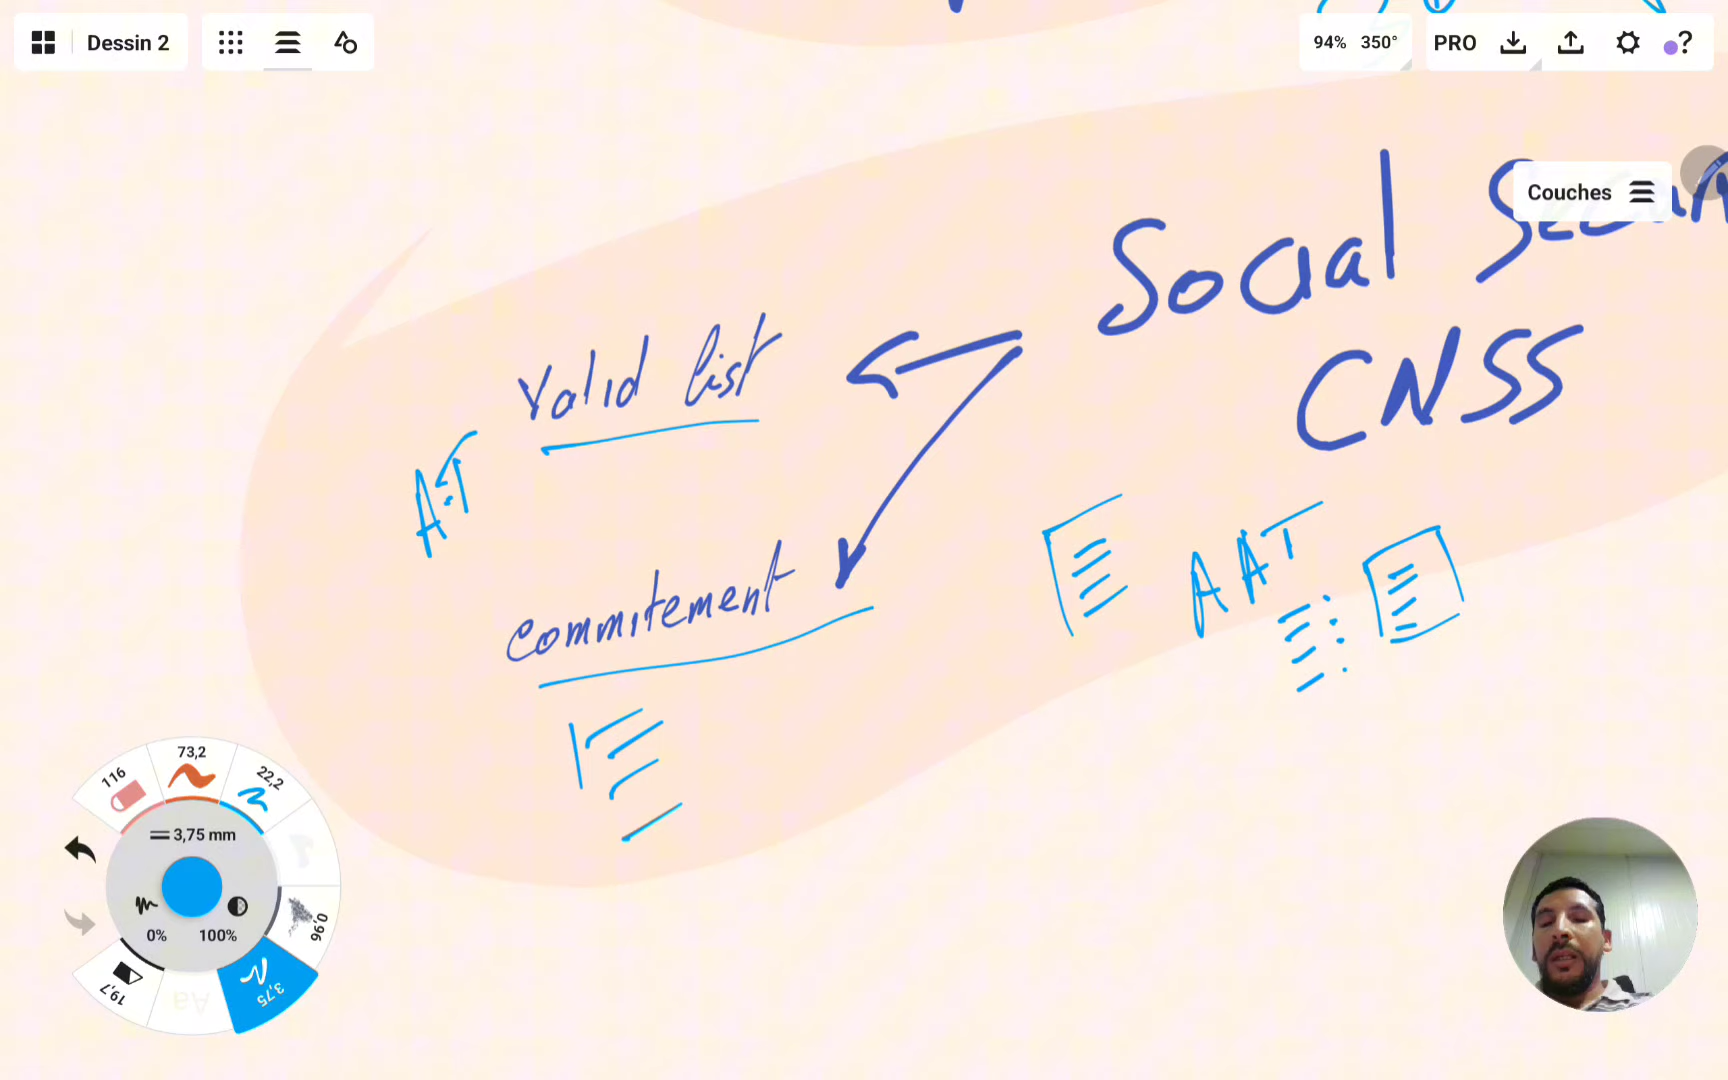 Dessin 2
94% 350° PRO ?
Couches
Social
CNSS
Valid list
A.T
Commitement
A A T
116
73,2
22,2
3,75 mm
0% 100%
0,96
3,75
Aa
19,7